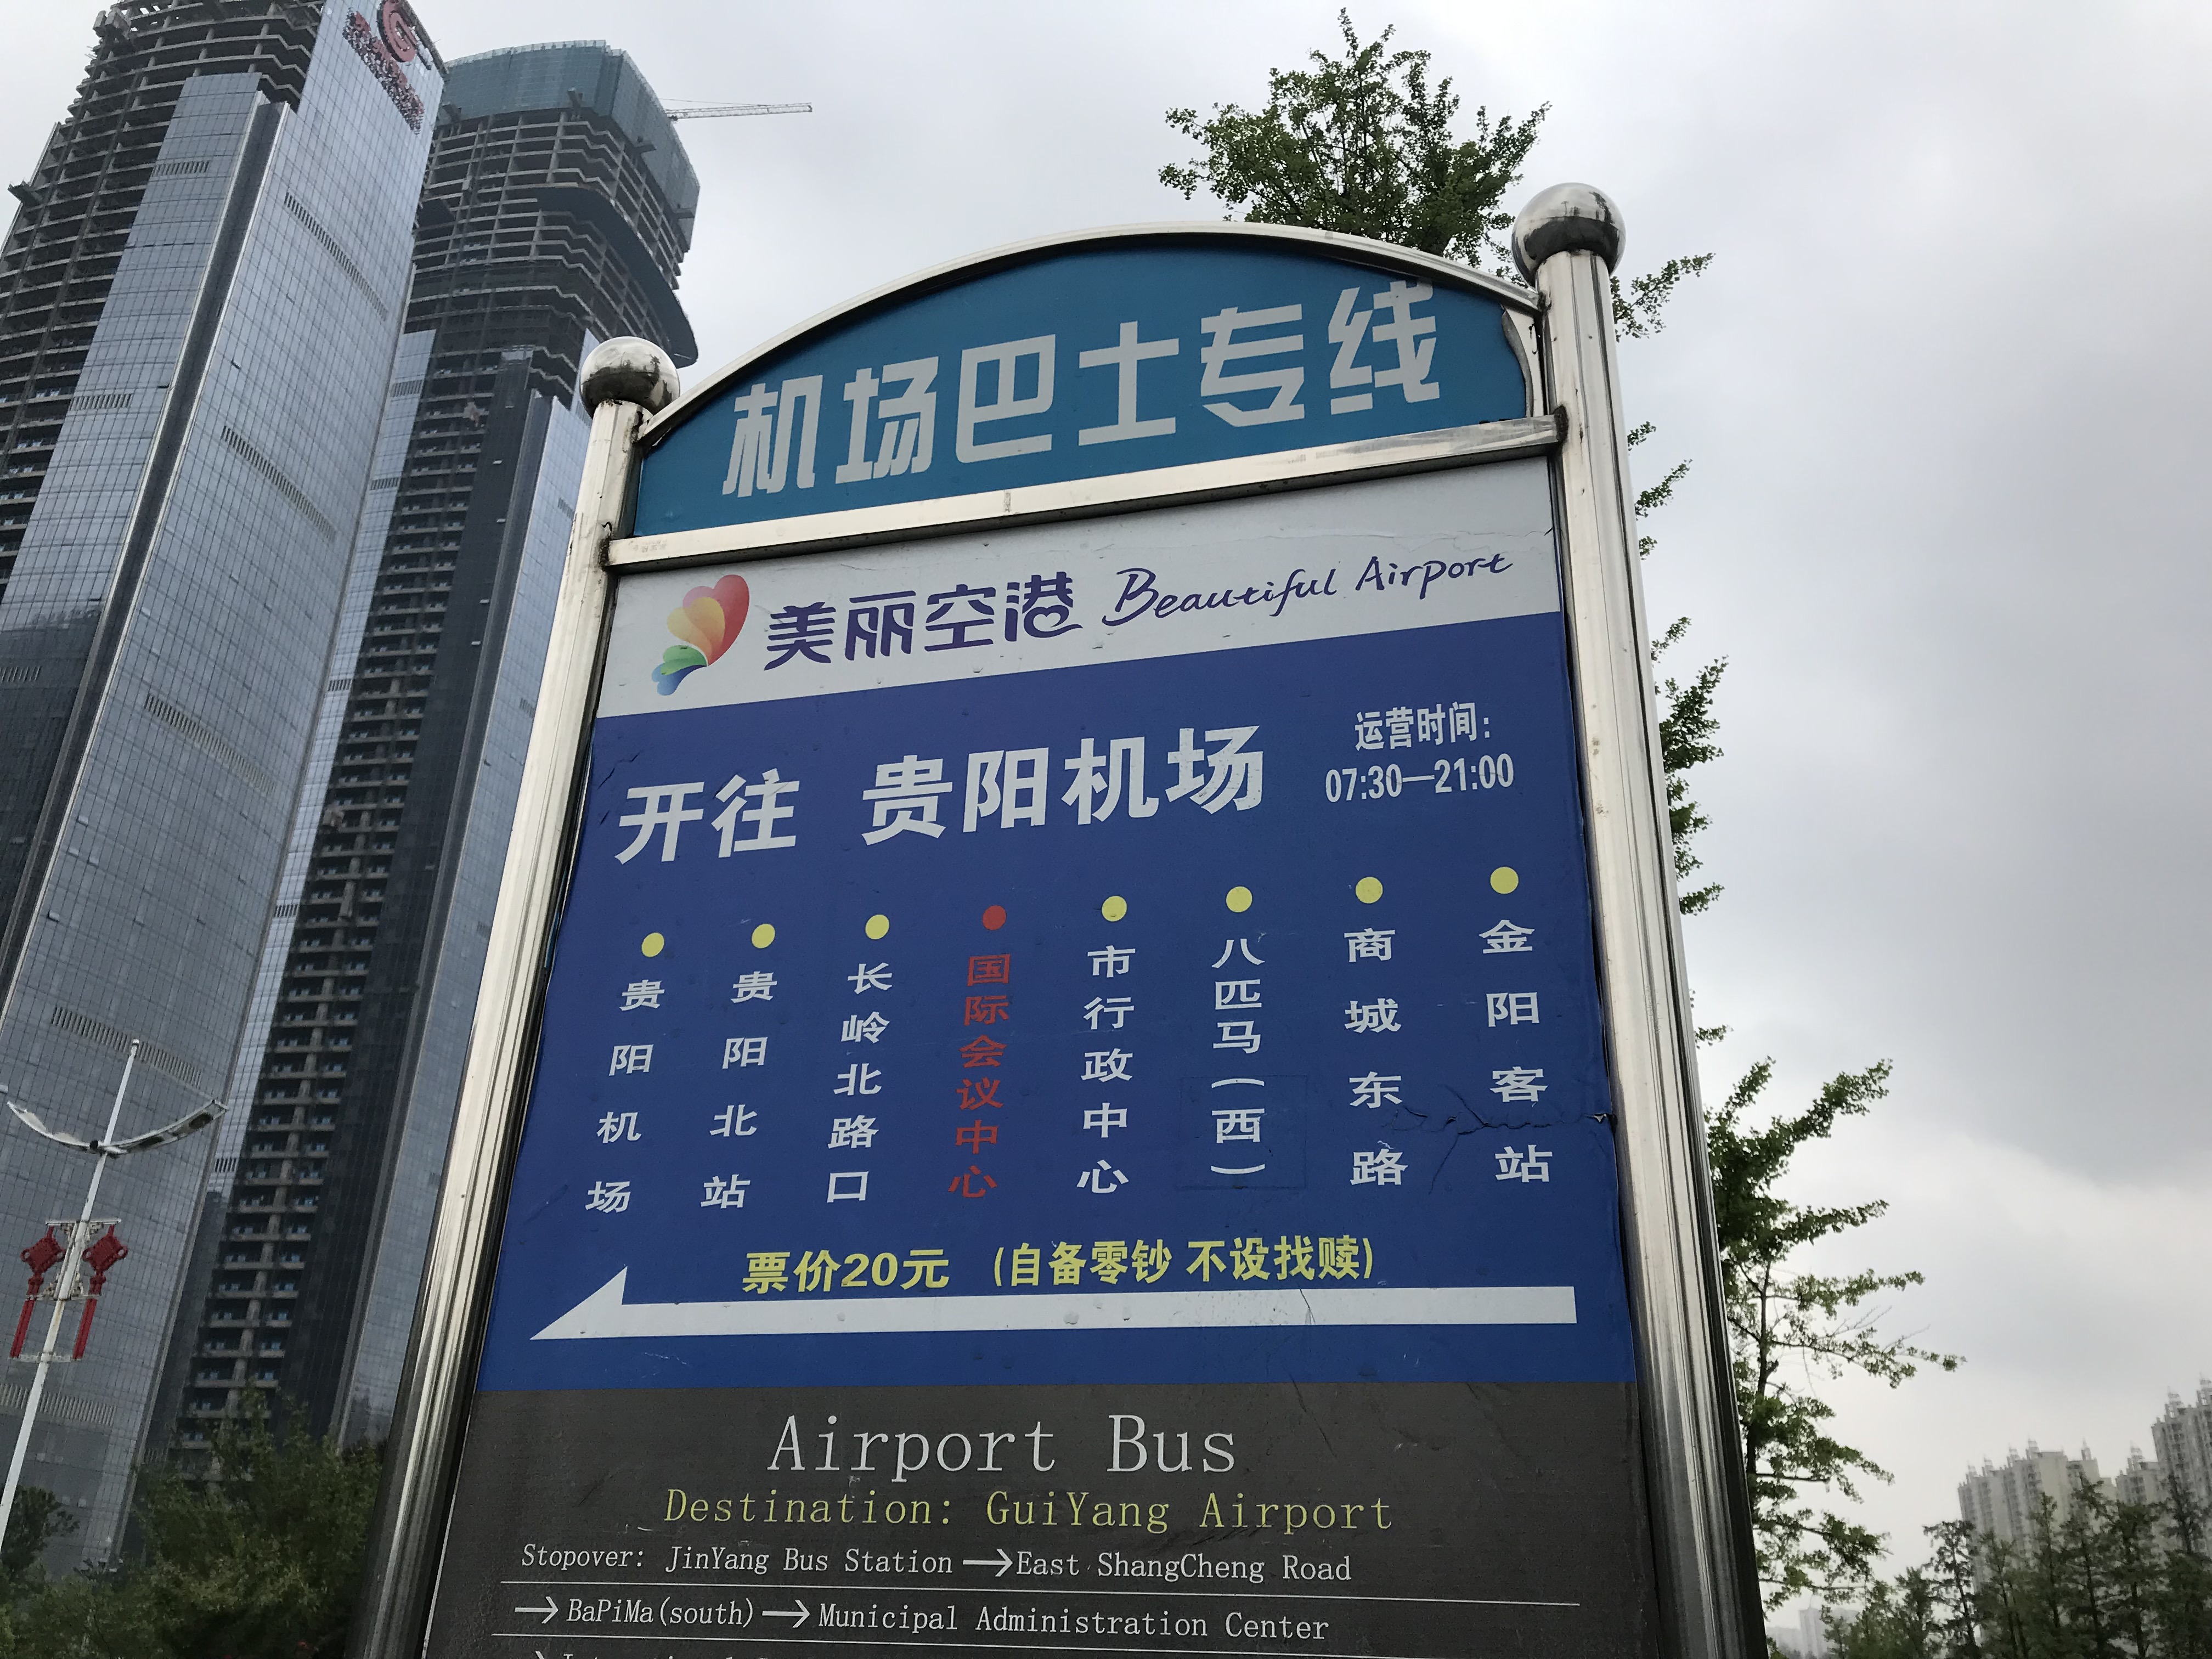 机场巴士专线
美丽空港 Beautiful Airport
开往 贵阳机场
运营时间:
07:30—21:00
贵阳机场
贵阳北站
长岭北路口
国际会议中心
市行政中心
八匹马(西)
商城东路
金阳客站
票价20元 (自备零钞 不设找赎)
Airport Bus
Destination: GuiYang Airport
Stopover: JinYang Bus Station→East ShangCheng Road
→BaPiMa(south)→Municipal Administration Center